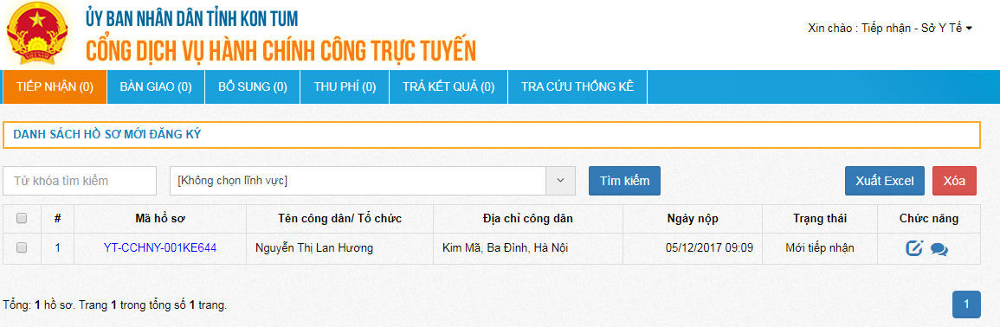 ỦY BAN NHÂN DÂN TỈNH KON TUM
CỔNG DỊCH VỤ HÀNH CHÍNH CÔNG TRỰC TUYẾN
Xin chào : Tiếp nhận - Sở Y Tế
TIẾP NHẬN (0) BÀN GIAO (0) BỔ SUNG (0) THU PHÍ (0) TRẢ KẾT QUẢ (0) TRA CỨU THỐNG KÊ
DANH SÁCH HỒ SƠ MỚI ĐĂNG KÝ
Từ khóa tìm kiếm [Không chọn lĩnh vực] Tìm kiếm Xuất Excel Xóa
# Mã hồ sơ Tên công dân/ Tổ chức Địa chỉ công dân Ngày nộp Trạng thái Chức năng
1 YT-CCHNY-001KE644 Nguyễn Thị Lan Hương Kim Mã, Ba Đình, Hà Nội 05/12/2017 09:09 Mới tiếp nhận
Tổng: 1 hồ sơ. Trang 1 trong tổng số 1 trang. 1